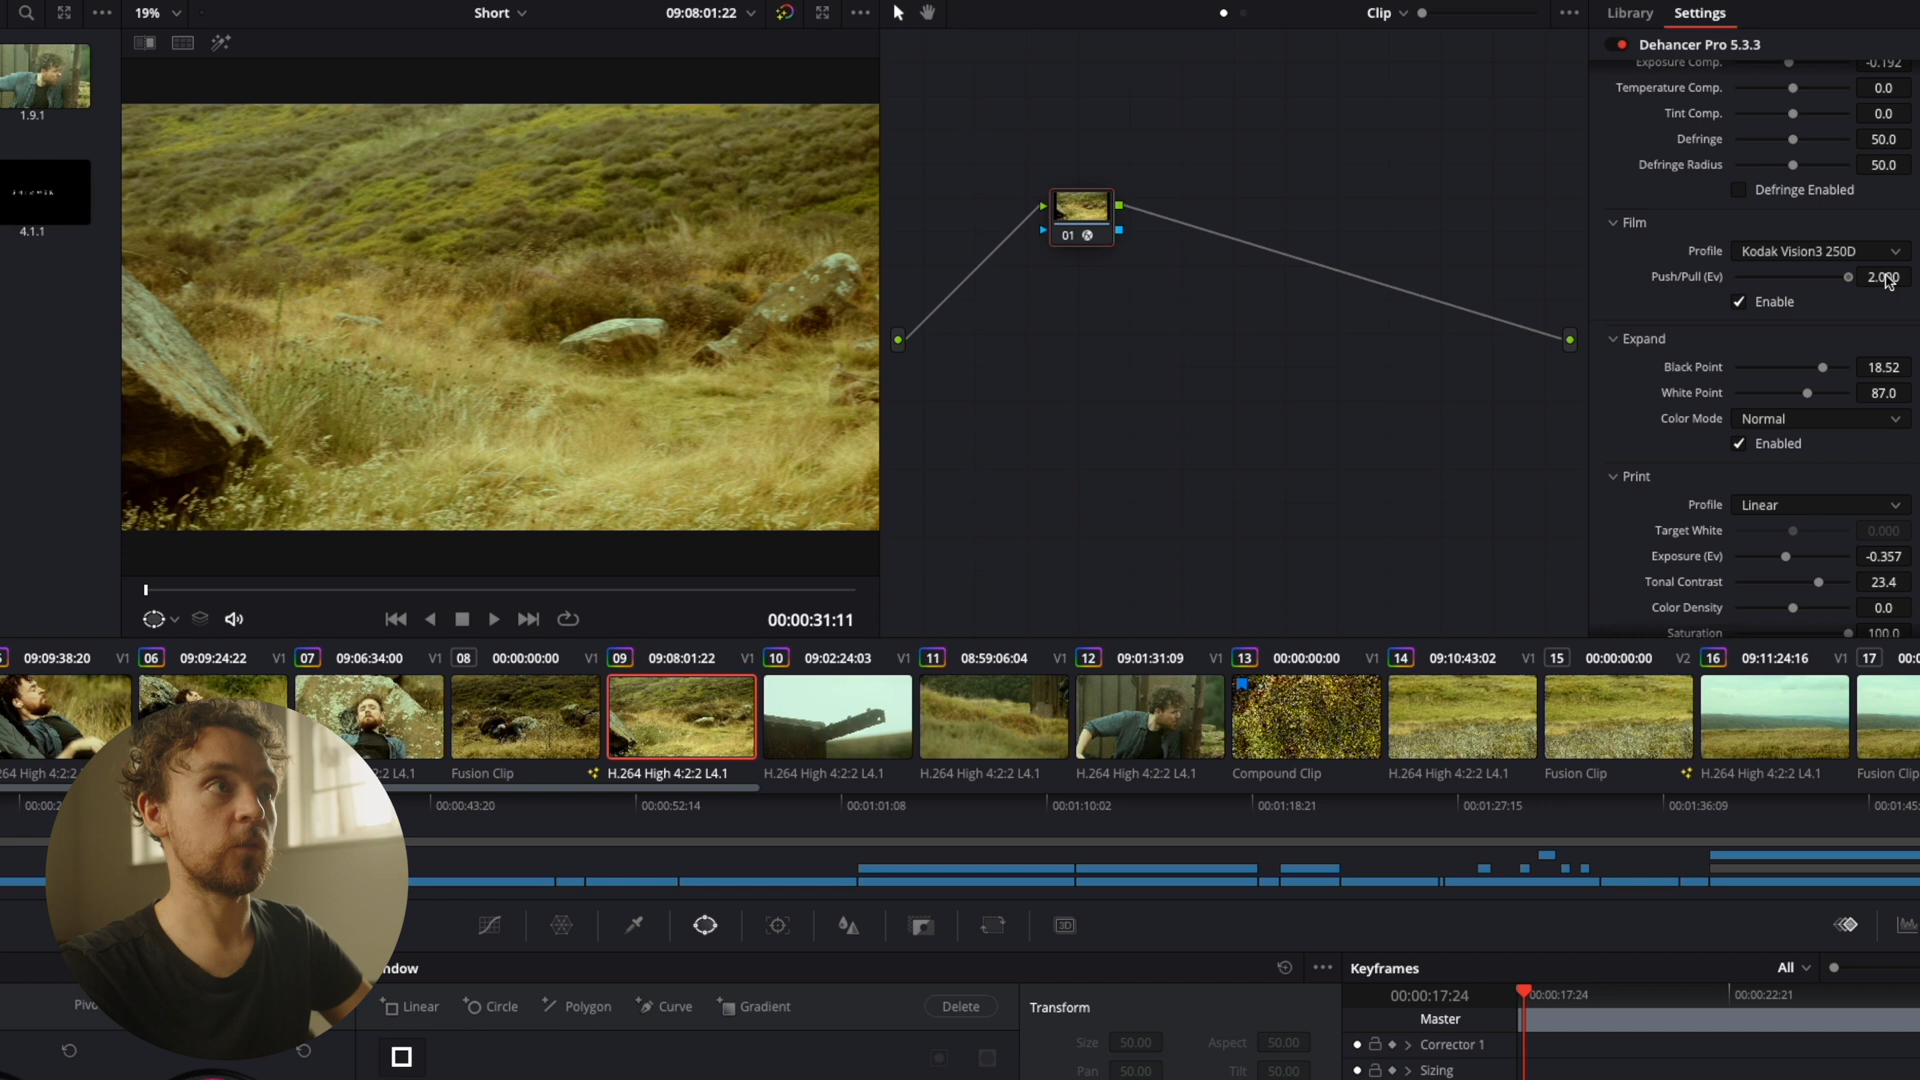 19%
Short
09:08:01:22
Clip
Library
Settings
Dehancer Pro 5.3.3
Exposure Comp.
-0.192
Temperature Comp.
0.0
Tint Comp.
0.0
Defringe
50.0
Defringe Radius
50.0
Defringe Enabled
Film
Profile
Kodak Vision3 250D
Push/Pull (Ev)
2.000
Enable
Expand
Black Point
18.52
White Point
87.0
Color Mode
Normal
Enabled
Print
Profile
Linear
Target White
0.000
Exposure (Ev)
-0.357
Tonal Contrast
23.4
Color Density
0.0
Saturation
100.0
1.9.1
4.1.1
01
00:00:31:11
09:09:38:20
V1
06
09:09:24:22
V1
07
09:06:34:00
V1
08
00:00:00:00
V1
09
09:08:01:22
V1
10
09:02:24:03
V1
11
08:59:06:04
V1
12
09:01:31:09
V1
13
00:00:00:00
V1
14
09:10:43:02
V1
15
00:00:00:00
V2
16
09:11:24:16
V1
17
00:0
264 High 4:2:2
:2:2 L4.1
Fusion Clip
H.264 High 4:2:2 L4.1
H.264 High 4:2:2 L4.1
H.264 High 4:2:2 L4.1
H.264 High 4:2:2 L4.1
Compound Clip
H.264 High 4:2:2 L4.1
Fusion Clip
H.264 High 4:2:2 L4.1
Fusion Clip
00:00:2
00:00:43:20
00:00:52:14
00:01:01:08
00:01:10:02
00:01:18:21
00:01:27:15
00:01:36:09
00:01:45:
3D
ndow
Linear
Circle
Polygon
Curve
Gradient
Delete
Pivo
Transform
Size
50.00
Aspect
50.00
Pan
50.00
Tilt
50.00
Keyframes
All
00:00:17:24
00:00:17:24
00:00:22:21
Master
Corrector 1
Sizing